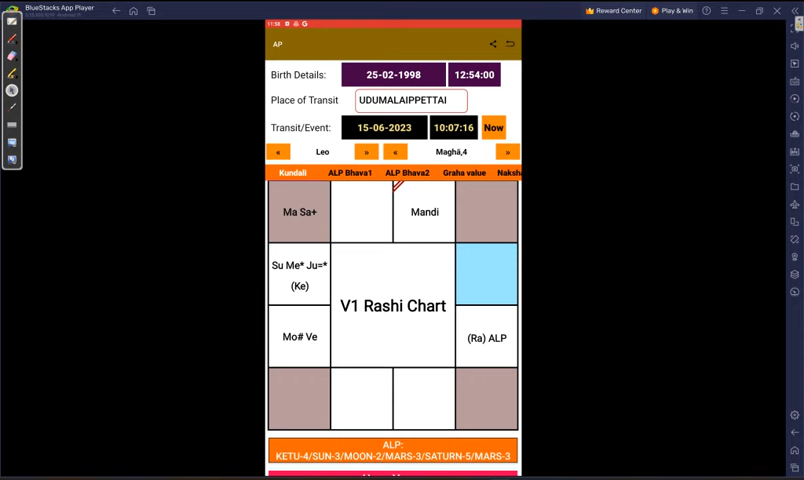 BlueStacks App Player
Reward Center
Play & Win
11:58
AP
Birth Details: 25-02-1998 12:54:00
Place of Transit UDUMALAIPPETTAI
Transit/Event: 15-06-2023 10:07:16 Now
« Leo » « Maghā,4 »
Kundali ALP Bhava1 ALP Bhava2 Graha value Naksh
Ma Sa+ Mandi
Su Me* Ju=*
(Ke)
V1 Rashi Chart
Mo# Ve (Ra) ALP
ALP:
KETU-4/SUN-3/MOON-2/MARS-3/SATURN-5/MARS-3